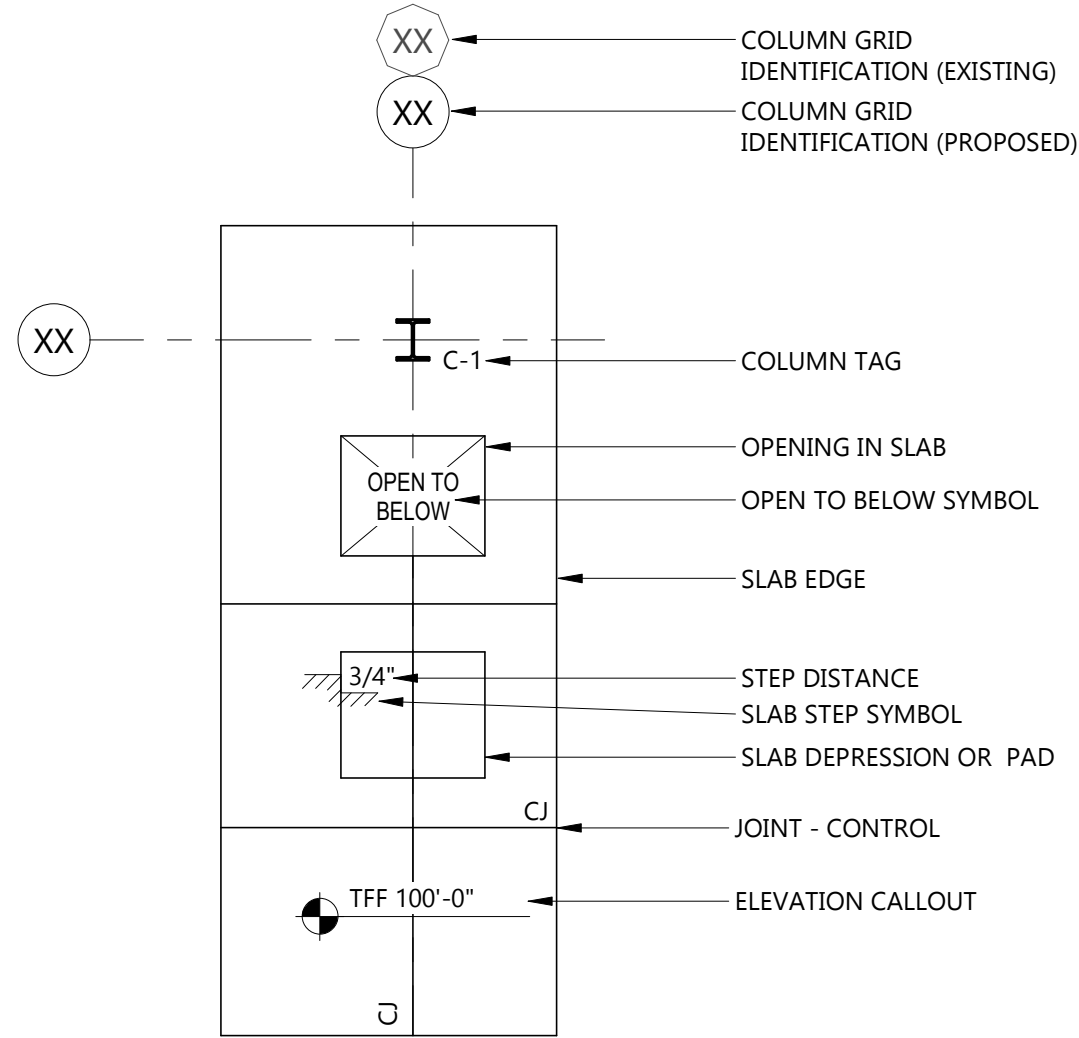 XX
COLUMN GRID
IDENTIFICATION (EXISTING)
XX
COLUMN GRID
IDENTIFICATION (PROPOSED)
XX
C-1
COLUMN TAG
OPENING IN SLAB
OPEN TO
BELOW
OPEN TO BELOW SYMBOL
SLAB EDGE
3/4"
STEP DISTANCE
SLAB STEP SYMBOL
SLAB DEPRESSION OR PAD
CJ
JOINT - CONTROL
TFF 100'-0"
ELEVATION CALLOUT
CJ